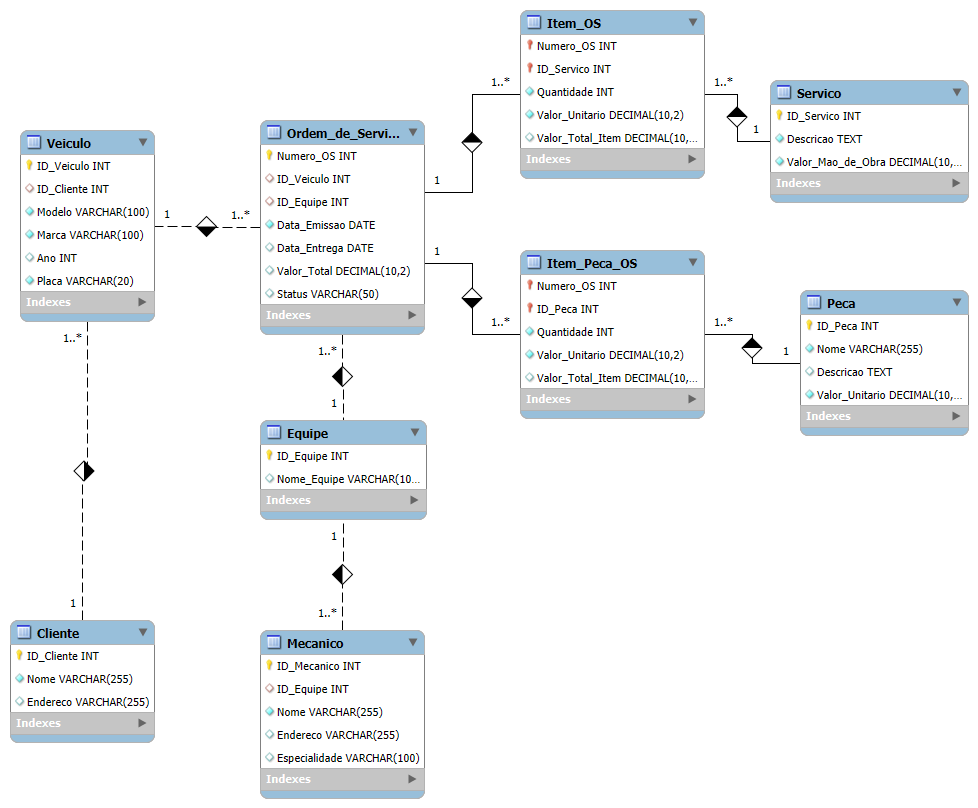 Item_OS
Numero_OS INT
ID_Servico INT
Quantidade INT
Valor_Unitario DECIMAL(10,2)
Valor_Total_Item DECIMAL(10,...
Indexes
1..*
1..*
1
Servico
ID_Servico INT
Descricao TEXT
Valor_Mao_de_Obra DECIMAL(10,...
Indexes
Veiculo
ID_Veiculo INT
ID_Cliente INT
Modelo VARCHAR(100)
Marca VARCHAR(100)
Ano INT
Placa VARCHAR(20)
Indexes
1
1..*
1..*
Ordem_de_Servi...
Numero_OS INT
ID_Veiculo INT
ID_Equipe INT
Data_Emissao DATE
Data_Entrega DATE
Valor_Total DECIMAL(10,2)
Status VARCHAR(50)
Indexes
1
1
1..*
1..*
1
Item_Peca_OS
Numero_OS INT
ID_Peca INT
Quantidade INT
Valor_Unitario DECIMAL(10,2)
Valor_Total_Item DECIMAL(10,...
Indexes
1..*
1
Peca
ID_Peca INT
Nome VARCHAR(255)
Descricao TEXT
Valor_Unitario DECIMAL(10,...
Indexes
Equipe
ID_Equipe INT
Nome_Equipe VARCHAR(10...
Indexes
1
1..*
1
Cliente
ID_Cliente INT
Nome VARCHAR(255)
Endereco VARCHAR(255)
Indexes
Mecanico
ID_Mecanico INT
ID_Equipe INT
Nome VARCHAR(255)
Endereco VARCHAR(255)
Especialidade VARCHAR(100)
Indexes